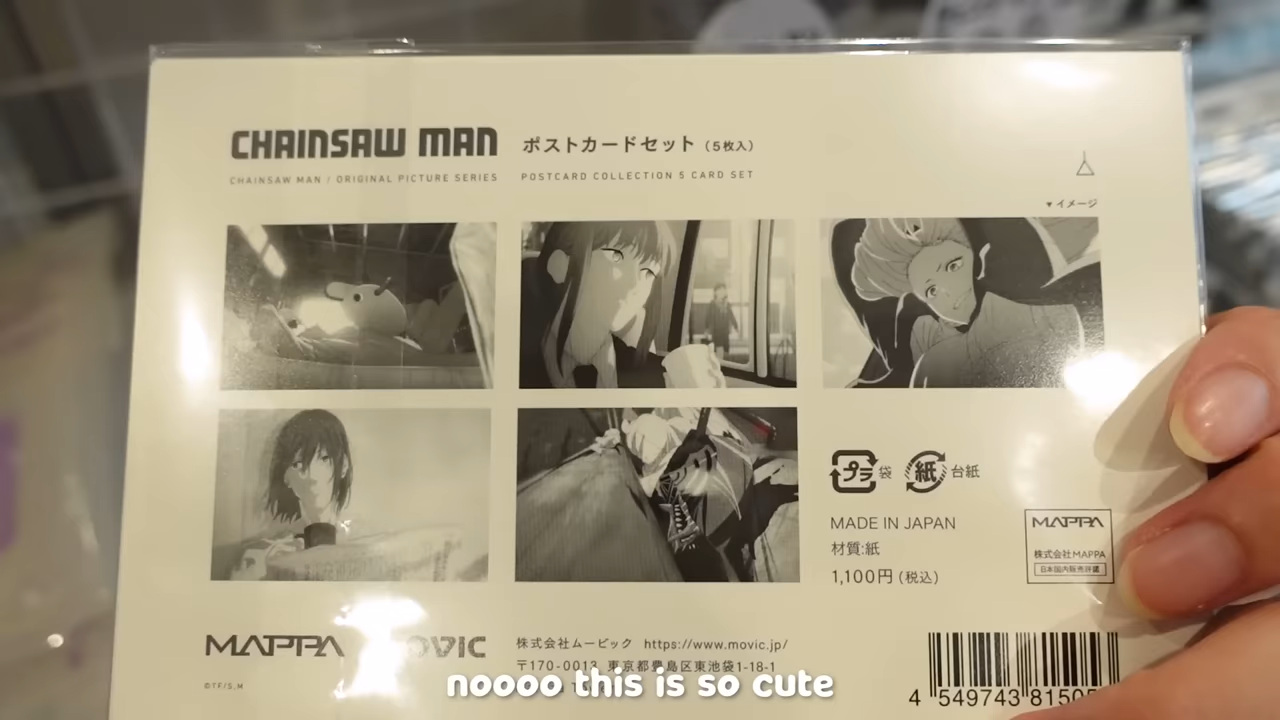 CHAINSAW MAN
ポストカードセット（5枚入）
CHAINSAW MAN / ORIGINAL PICTURE SERIES
POSTCARD COLLECTION 5 CARD SET
▼イメージ
プラ 袋
紙 台紙
MADE IN JAPAN
材質:紙
1,100円(税込)
MAPPA
株式会社MAPPA
日本国内販売許諾
MAPPA
MOVIC
株式会社ムービック https://www.movic.jp/
〒170-0013 東京都豊島区東池袋1-18-1
©T.F/S,M
4 549743 81505
noooo this is so cute